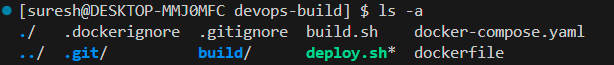 [suresh@DESKTOP-MMJ0MFC devops-build] $ ls -a
./ .dockerignore .gitignore build.sh docker-compose.yaml
../ .git/ build/ deploy.sh* dockerfile